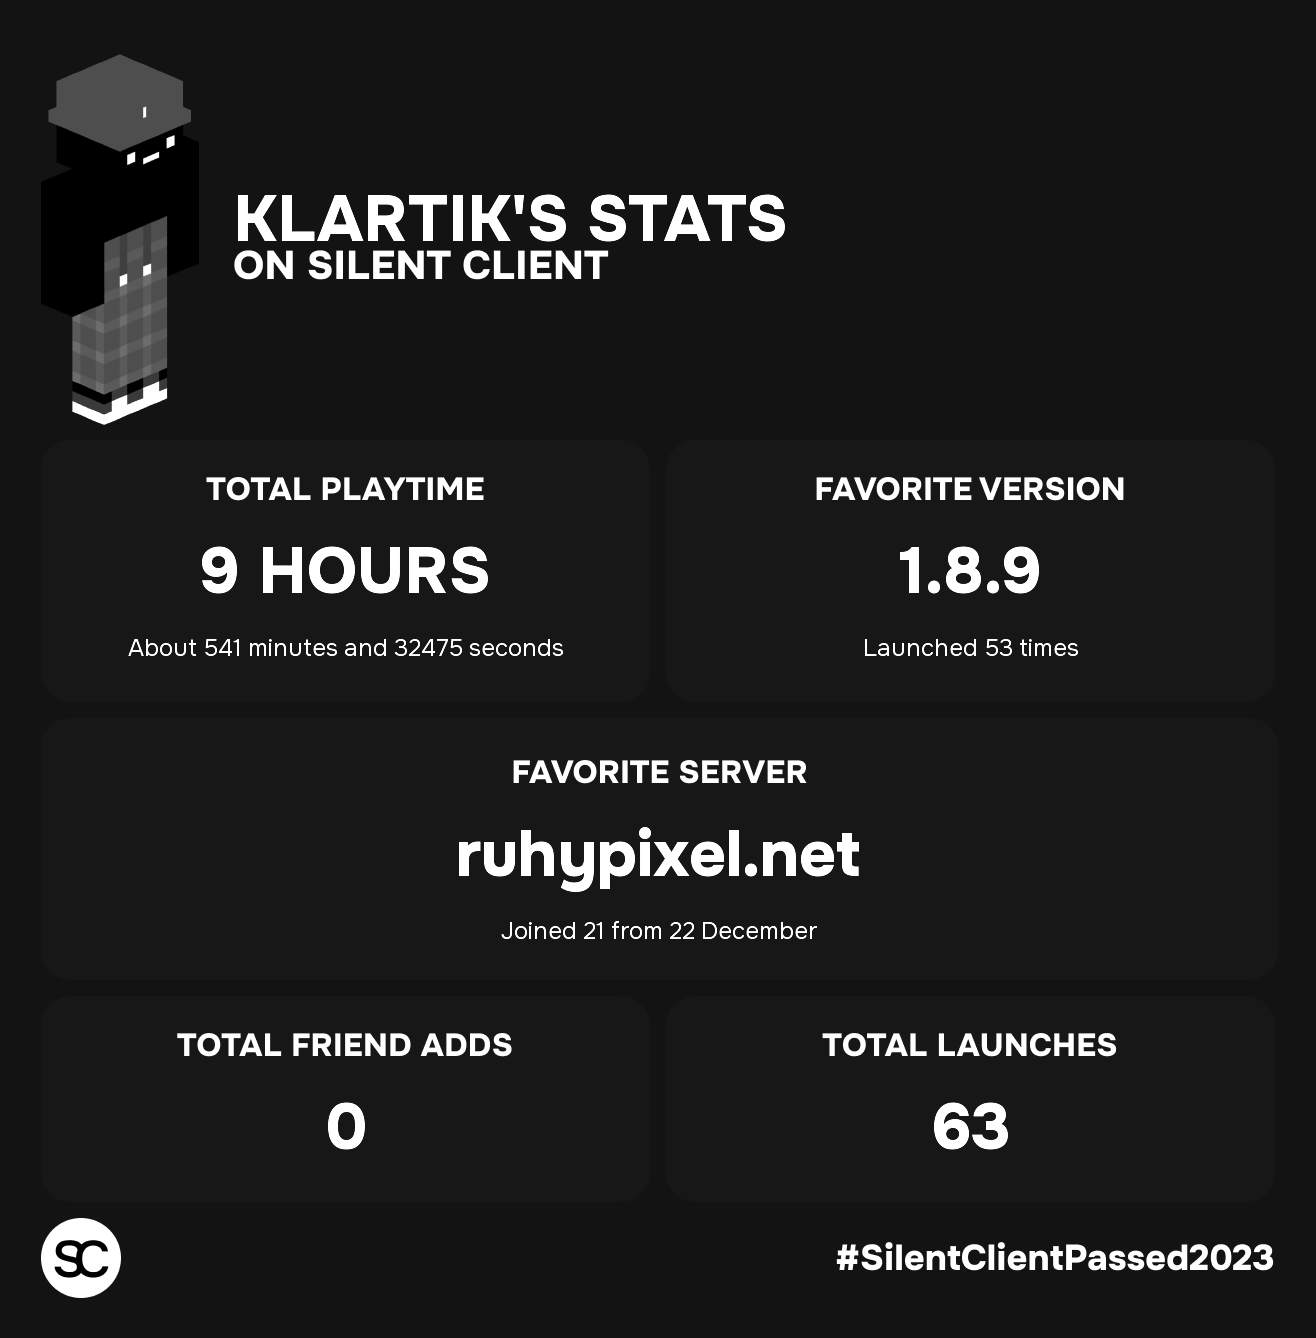 KLARTIK'S STATS
ON SILENT CLIENT
TOTAL PLAYTIME
9 HOURS
About 541 minutes and 32475 seconds
FAVORITE VERSION
1.8.9
Launched 53 times
FAVORITE SERVER
ruhypixel.net
Joined 21 from 22 December
TOTAL FRIEND ADDS
0
TOTAL LAUNCHES
63
SC
#SilentClientPassed2023